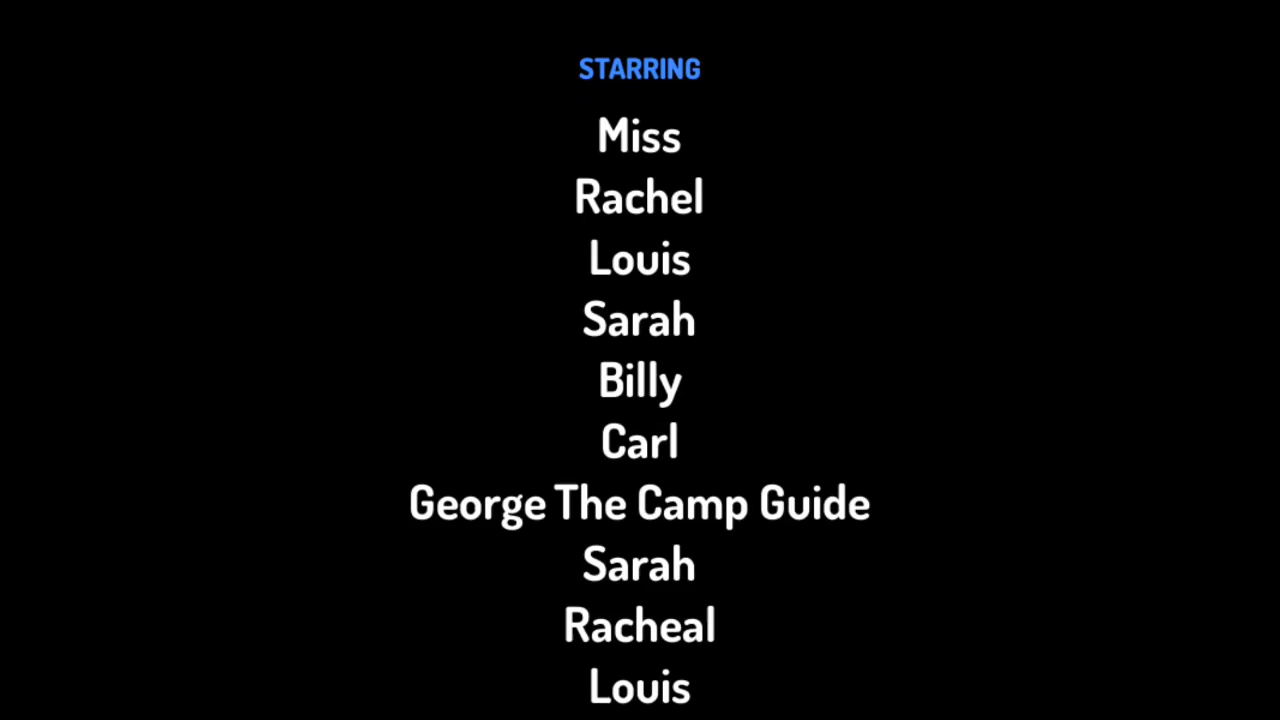 STARRING
Miss
Rachel
Louis
Sarah
Billy
Carl
George The Camp Guide
Sarah
Racheal
Louis